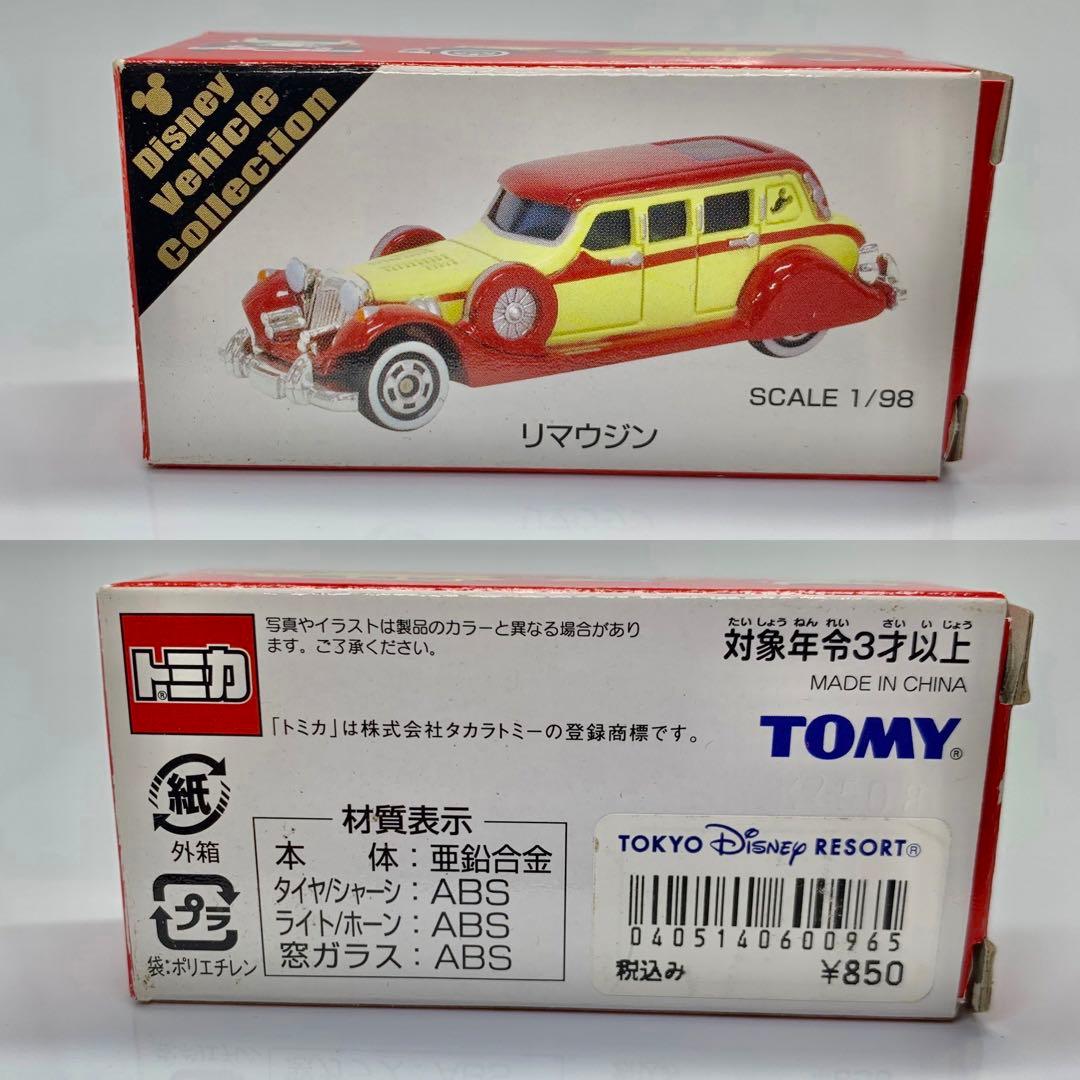 Disney
Vehicle
Collection
SCALE 1/98
リマウジン
トミカ®
写真やイラストは製品のカラーと異なる場合があり
ます。ご了承ください。
「トミカ」は株式会社タカラトミーの登録商標です。
たいしょうねんれい さいいじょう
対象年令3才以上
MADE IN CHINA
TOMY®
紙
外箱
プラ
袋:ポリエチレン
材質表示
本 体:亜鉛合金
タイヤ/シャーシ:ABS
ライト/ホーン:ABS
窓ガラス:ABS
TOKYO Disney RESORT®
0405140600965
税込み ¥850